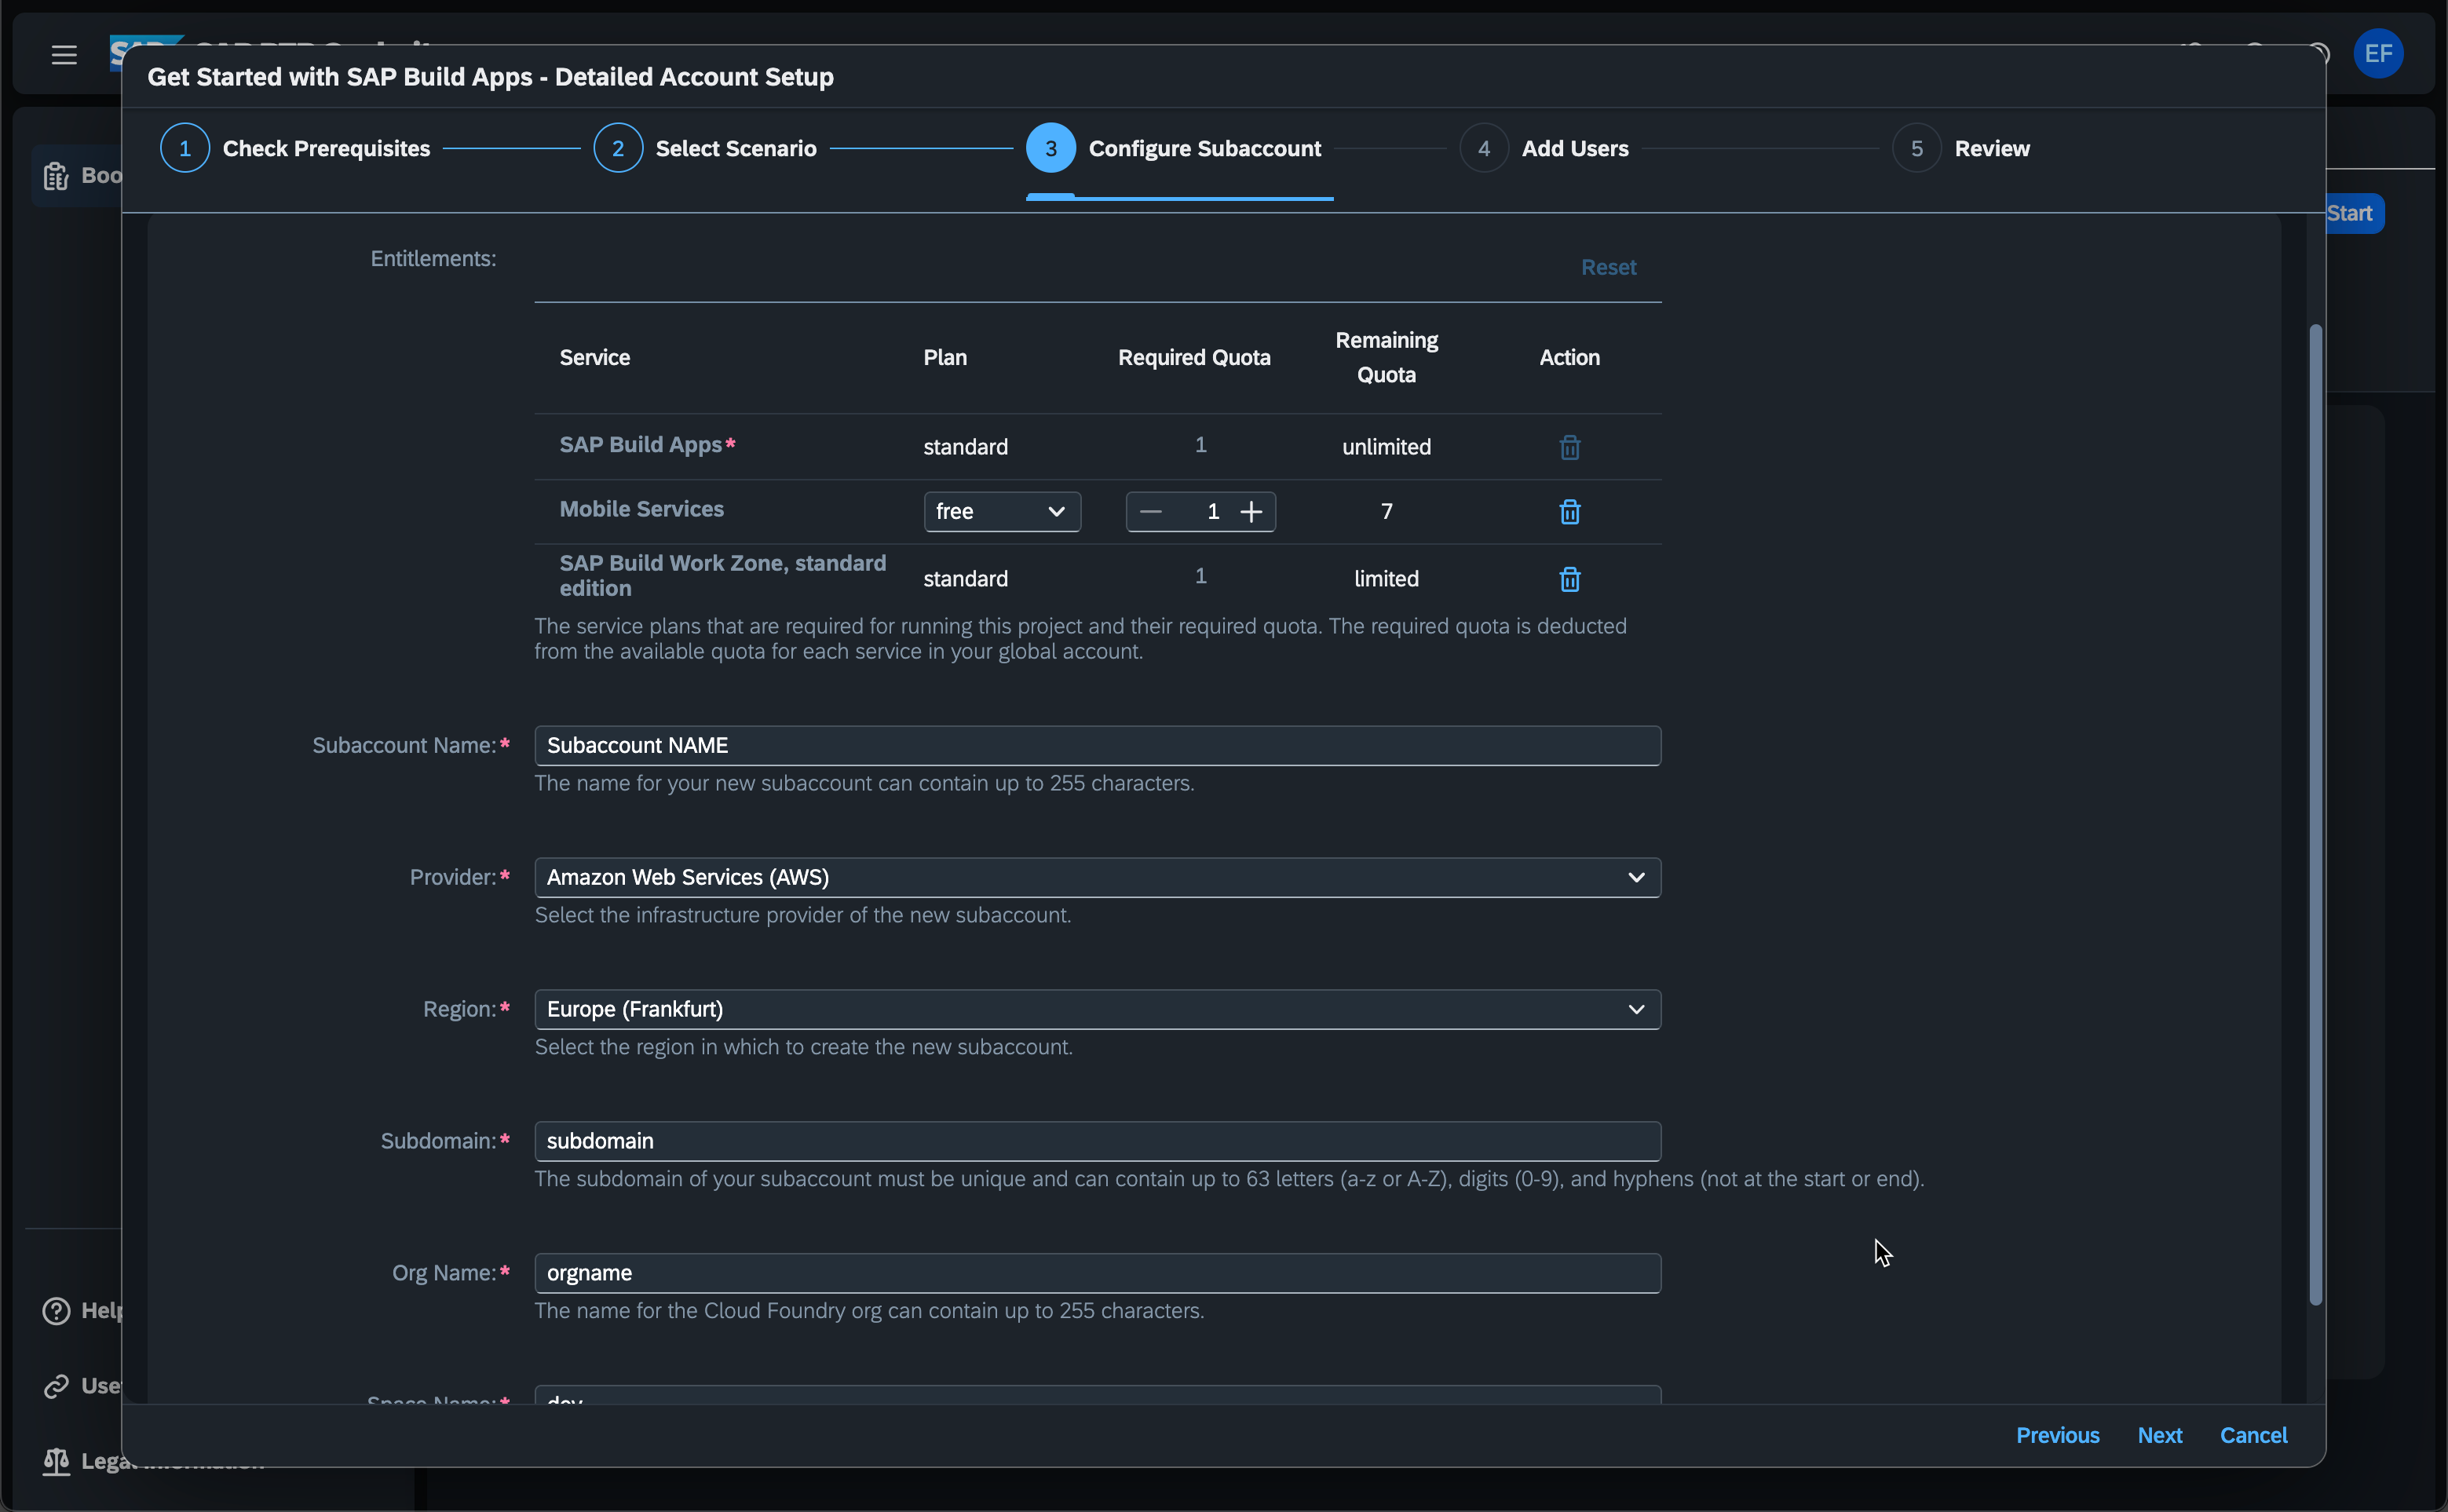 SAP
EF
Get Started with SAP Build Apps - Detailed Account Setup
1 Check Prerequisites
2 Select Scenario
3 Configure Subaccount
4 Add Users
5 Review
Boo
Start
Entitlements:
Reset
Service Plan Required Quota Remaining Quota Action
SAP Build Apps* standard 1 unlimited
Mobile Services free 1 7
SAP Build Work Zone, standard edition standard 1 limited
The service plans that are required for running this project and their required quota. The required quota is deducted
from the available quota for each service in your global account.
Subaccount Name:* Subaccount NAME
The name for your new subaccount can contain up to 255 characters.
Provider:* Amazon Web Services (AWS)
Select the infrastructure provider of the new subaccount.
Region:* Europe (Frankfurt)
Select the region in which to create the new subaccount.
Subdomain:* subdomain
The subdomain of your subaccount must be unique and can contain up to 63 letters (a-z or A-Z), digits (0-9), and hyphens (not at the start or end).
Org Name:* orgname
The name for the Cloud Foundry org can contain up to 255 characters.
Space Name:* dev
Help
Use
Legal Information
Previous Next Cancel